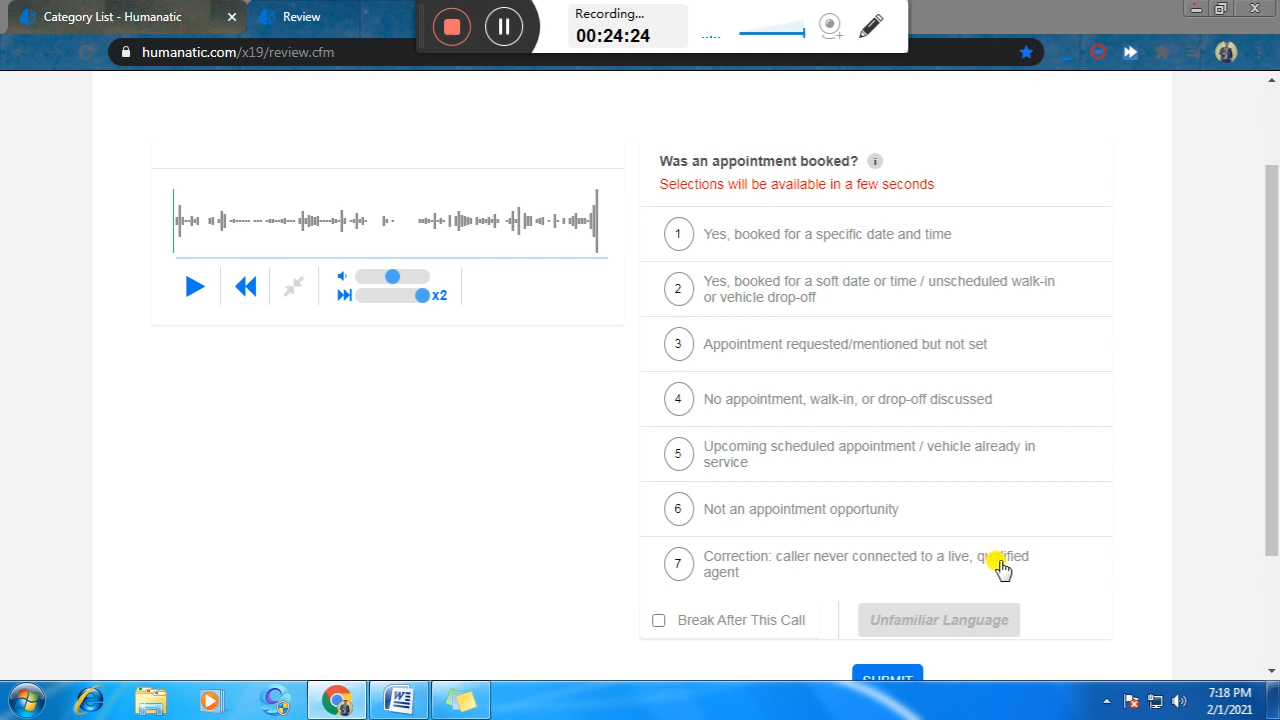 Category List - Humanatic
Review
Recording...
00:24:24
humanatic.com/x19/review.cfm
Was an appointment booked?
Selections will be available in a few seconds
1 Yes, booked for a specific date and time
2 Yes, booked for a soft date or time / unscheduled walk-in
or vehicle drop-off
3 Appointment requested/mentioned but not set
4 No appointment, walk-in, or drop-off discussed
5 Upcoming scheduled appointment / vehicle already in
service
6 Not an appointment opportunity
7 Correction: caller never connected to a live, qualified
agent
x2
Break After This Call
Unfamiliar Language
SUBMIT
7:18 PM
2/1/2021